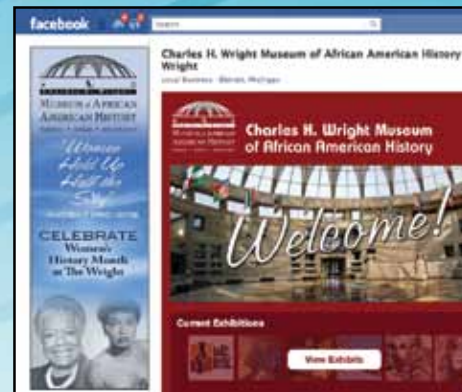 facebook
Search
Charles H. Wright Museum of African American History
Wright
Local Business · Detroit, Michigan
MUSEUM of AFRICAN
AMERICAN HISTORY
"Women
Hold Up
Half the
Sky"
CELEBRATE
Women's
History Month
at The Wright
Charles H. Wright Museum
of African American History
Welcome!
Current Exhibitions
View Exhibits